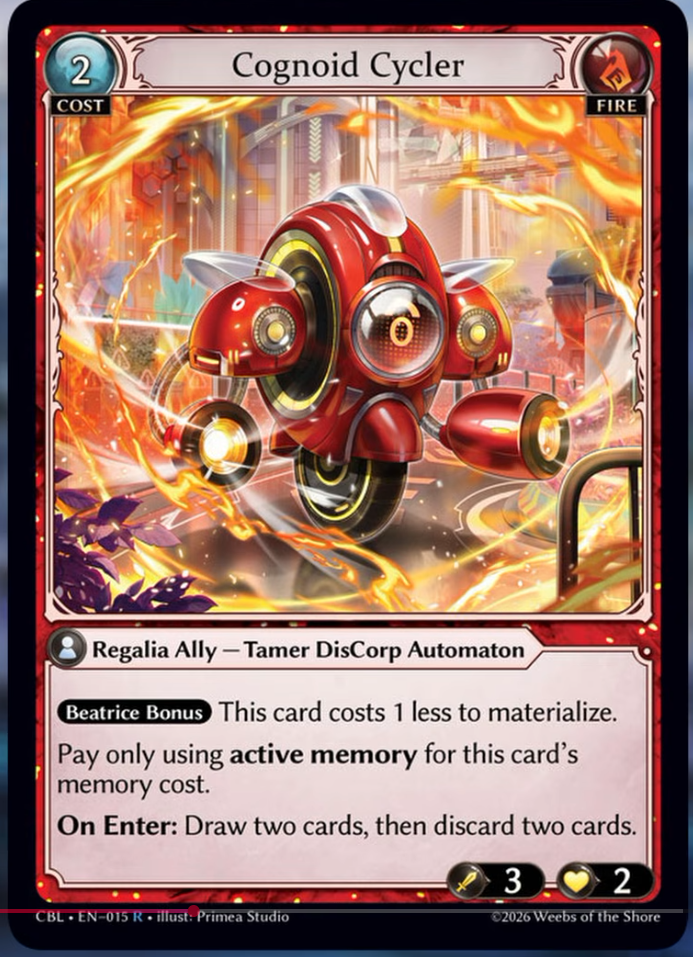 2
Cognoid Cycler
COST
FIRE
Regalia Ally — Tamer DisCorp Automaton
Beatrice Bonus This card costs 1 less to materialize.
Pay only using active memory for this card's
memory cost.
On Enter: Draw two cards, then discard two cards.
3
2
CBL • EN–015 R • illust: Primea Studio
©2026 Weebs of the Shore